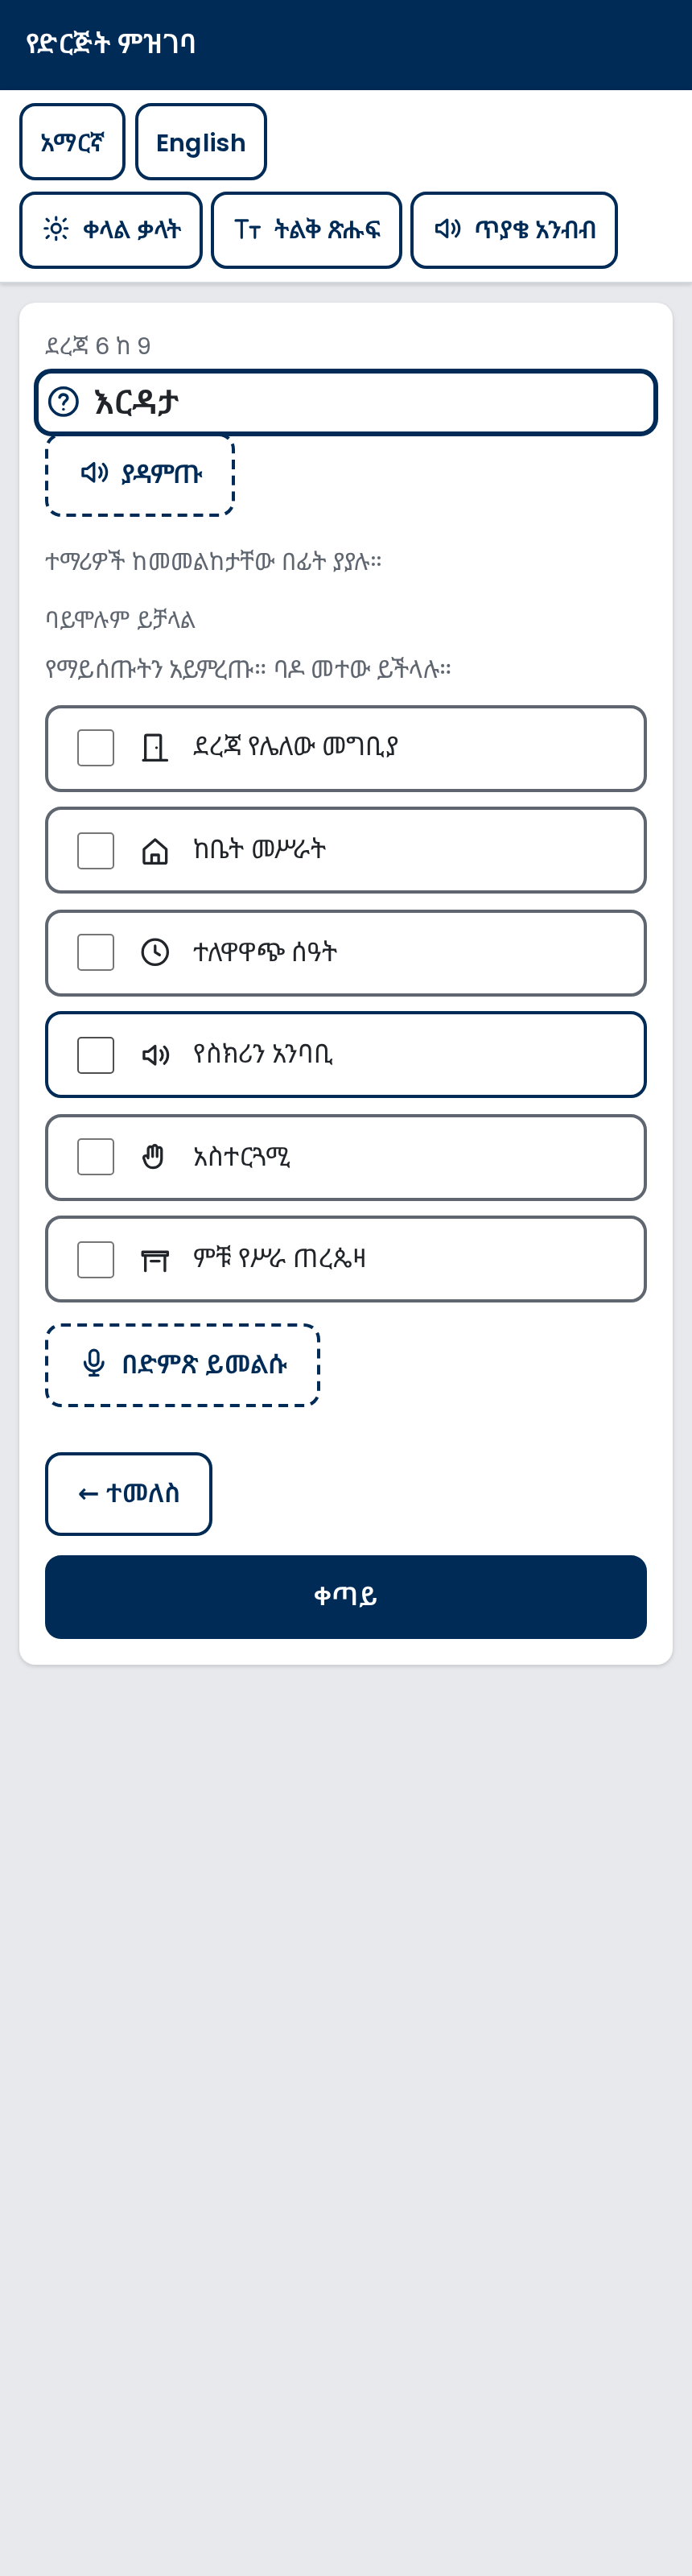 የድርጅት ምዝገባ
አማርኛ English
ቀላል ቃላት Tт ትልቅ ጽሑፍ ጥያቄ አንብብ
ደረጃ 6 ከ 9
እርዳታ
ያዳምጡ
ተማሪዎች ከመመልከታቸው በፊት ያያሉ።
ባይሞሉም ይቻላል
የማይሰጡትን አይምረጡ። ባዶ መተው ይችላሉ።
ደረጃ የሌለው መግቢያ
ከቤት መሥራት
ተለዋዋጭ ሰዓት
የስክሪን አንባቢ
አስተርጓሚ
ምቹ የሥራ ጠረጴዛ
በድምጽ ይመልሱ
← ተመለስ
ቀጣይ